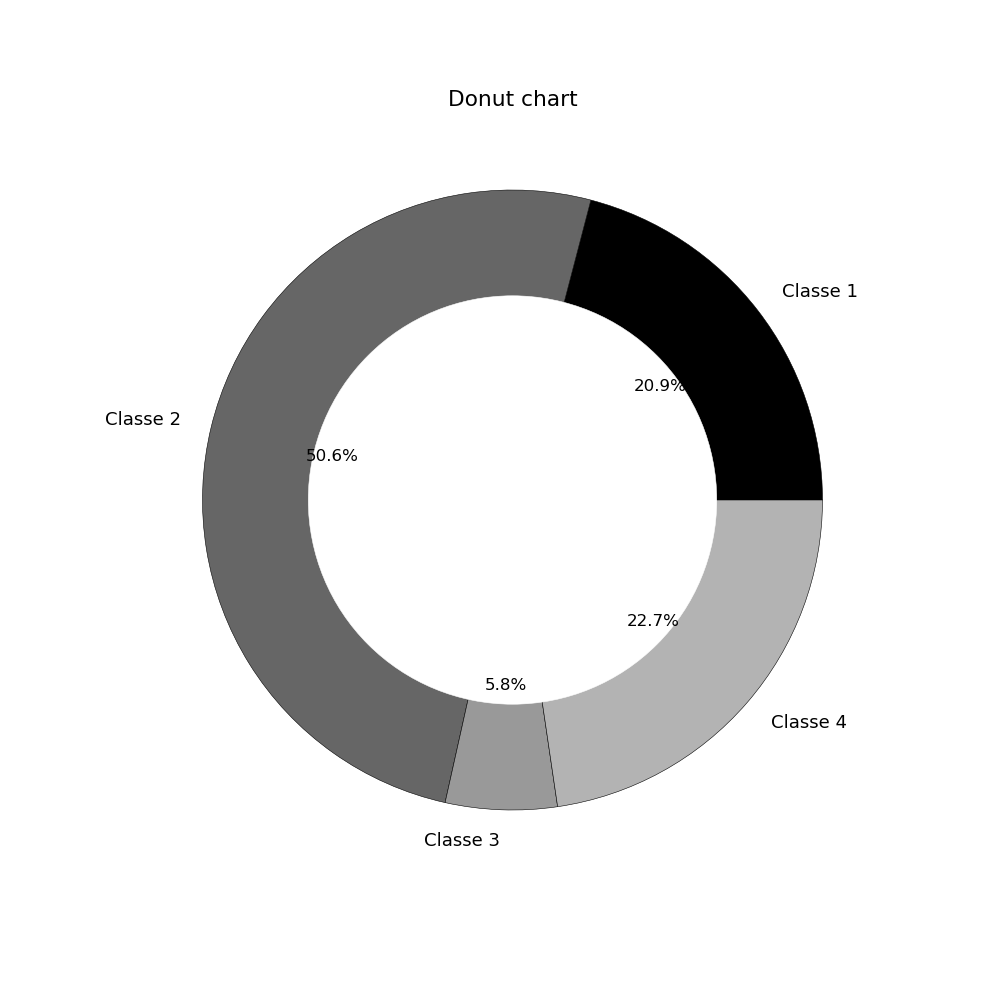 Donut chart
Classe 1
20.9%
Classe 2
50.6%
22.7%
5.8%
Classe 4
Classe 3